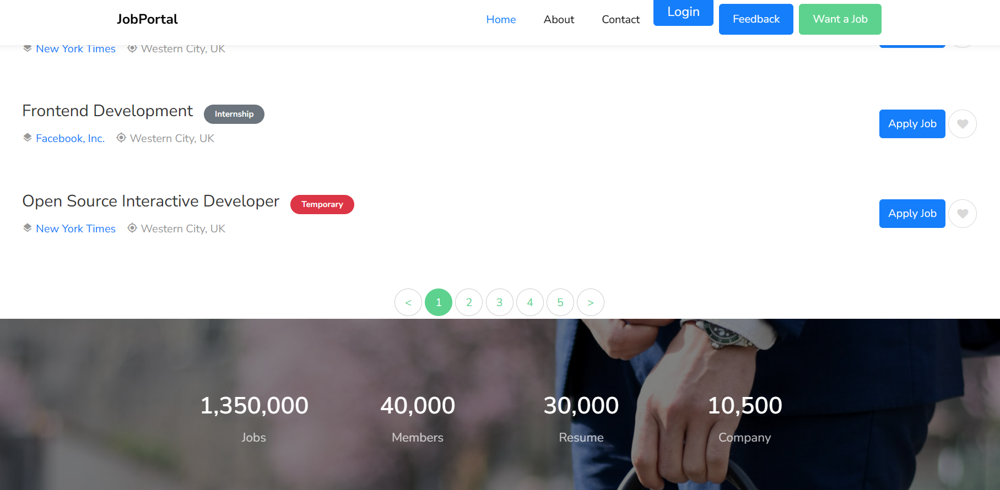 JobPortal Home About Contact Login Feedback Want a Job
New York Times Western City, UK
Frontend Development Internship
Facebook, Inc. Western City, UK
Apply Job
Open Source Interactive Developer Temporary
New York Times Western City, UK
Apply Job
< 1 2 3 4 5 >
1,350,000 40,000 30,000 10,500
Jobs Members Resume Company